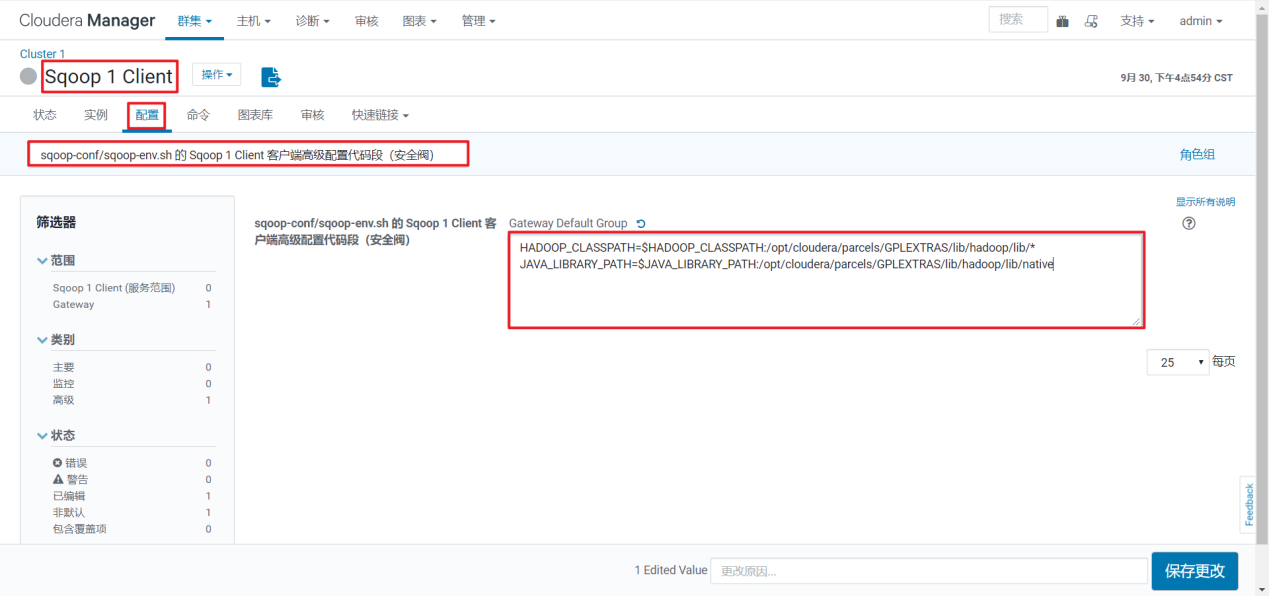 Cloudera Manager 群集 主机 诊断 审核 图表 管理 搜索 支持 admin
Cluster 1
Sqoop 1 Client 操作
9月 30, 下午4点54分 CST
状态 实例 配置 命令 图表库 审核 快速链接
sqoop-conf/sqoop-env.sh 的 Sqoop 1 Client 客户端高级配置代码段（安全阀） 角色组
显示所有说明
筛选器
范围
Sqoop 1 Client (服务范围) 0
Gateway 1
类别
主要 0
监控 0
高级 1
状态
错误 0
警告 0
已编辑 1
非默认 1
包含覆盖项 0
sqoop-conf/sqoop-env.sh 的 Sqoop 1 Client 客
户端高级配置代码段（安全阀）
Gateway Default Group
HADOOP_CLASSPATH=$HADOOP_CLASSPATH:/opt/cloudera/parcels/GPLEXTRAS/lib/hadoop/lib/*
JAVA_LIBRARY_PATH=$JAVA_LIBRARY_PATH:/opt/cloudera/parcels/GPLEXTRAS/lib/hadoop/lib/native
25 每页
Feedback
1 Edited Value 更改原因... 保存更改